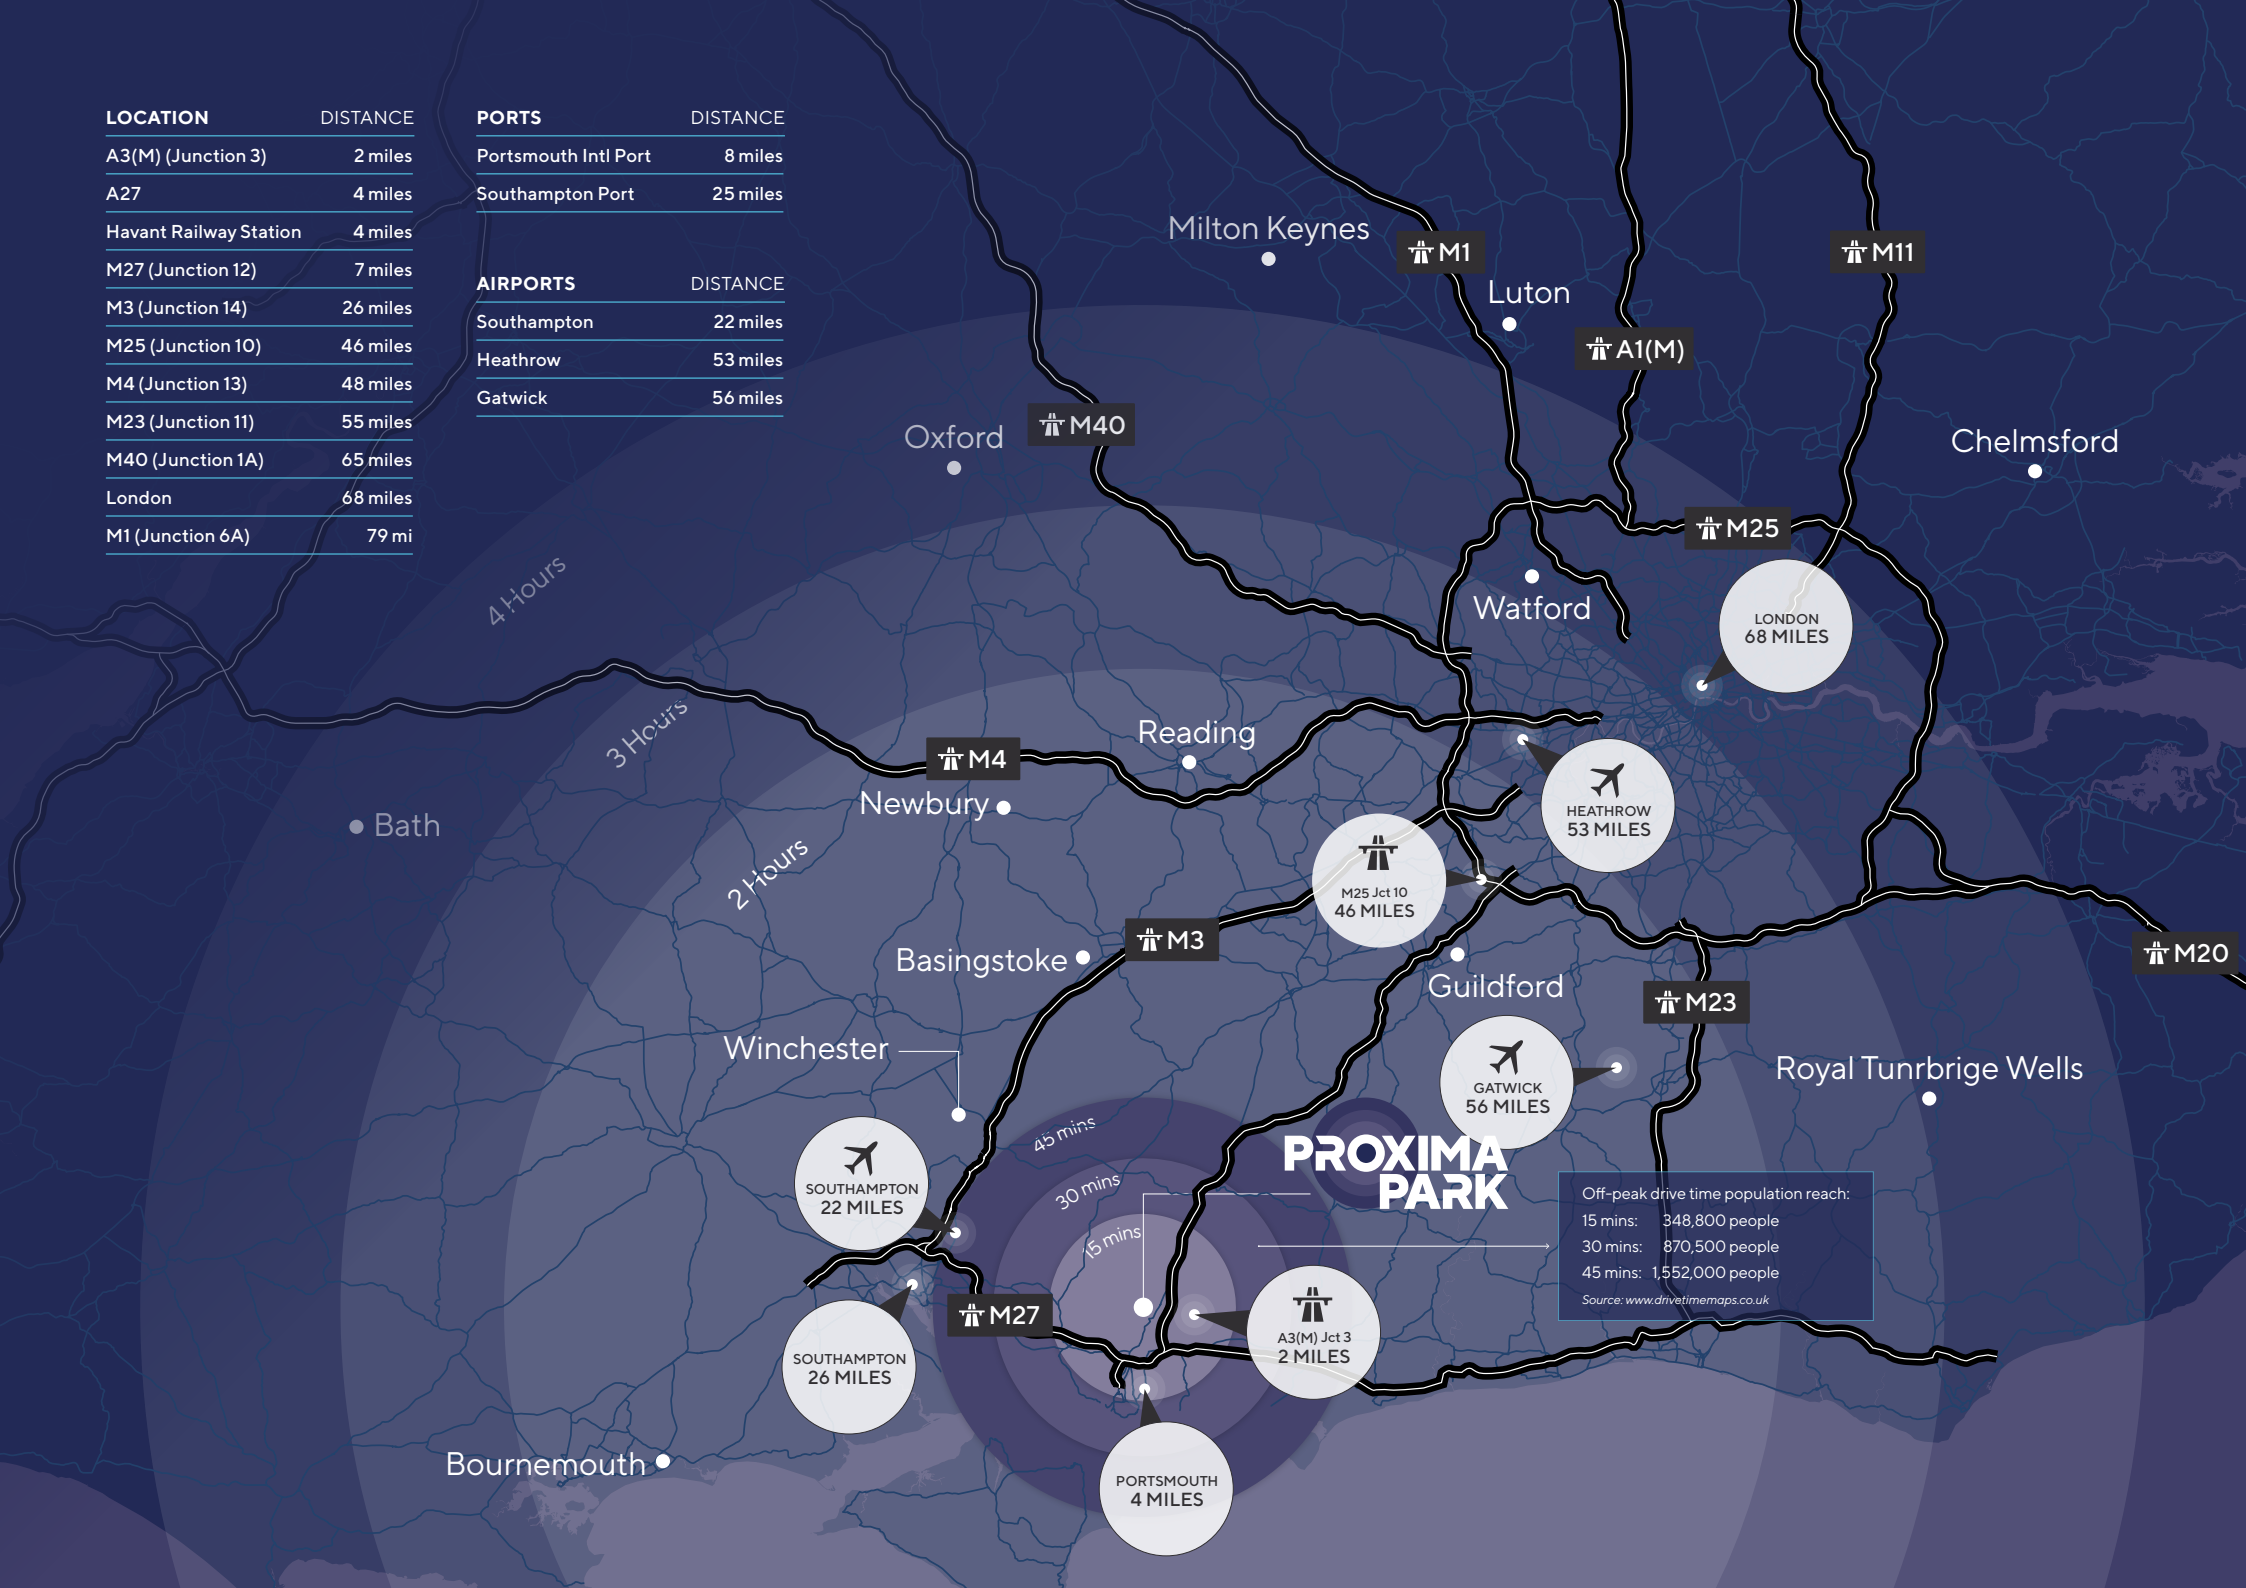 LOCATION DISTANCE
A3(M) (Junction 3) 2 miles
A27 4 miles
Havant Railway Station 4 miles
M27 (Junction 12) 7 miles
M3 (Junction 14) 26 miles
M25 (Junction 10) 46 miles
M4 (Junction 13) 48 miles
M23 (Junction 11) 55 miles
M40 (Junction 1A) 65 miles
London 68 miles
M1 (Junction 6A) 79 mi
PORTS DISTANCE
Portsmouth Intl Port 8 miles
Southampton Port 25 miles
AIRPORTS DISTANCE
Southampton 22 miles
Heathrow 53 miles
Gatwick 56 miles
Milton Keynes
M1
M11
Luton
A1(M)
Oxford
M40
Chelmsford
M25
4 Hours
Watford
LONDON
68 MILES
3 Hours
Reading
M4
Newbury
HEATHROW
53 MILES
Bath
2 Hours
M25 Jct 10
46 MILES
M3
Basingstoke
M20
Guildford
M23
Winchester
GATWICK
56 MILES
Royal Tunrbrige Wells
45 mins
30 mins
15 mins
PROXIMA
PARK
SOUTHAMPTON
22 MILES
Off-peak drive time population reach:
15 mins: 348,800 people
30 mins: 870,500 people
45 mins: 1,552,000 people
Source: www.drivetimemaps.co.uk
M27
A3(M) Jct 3
2 MILES
SOUTHAMPTON
26 MILES
Bournemouth
PORTSMOUTH
4 MILES